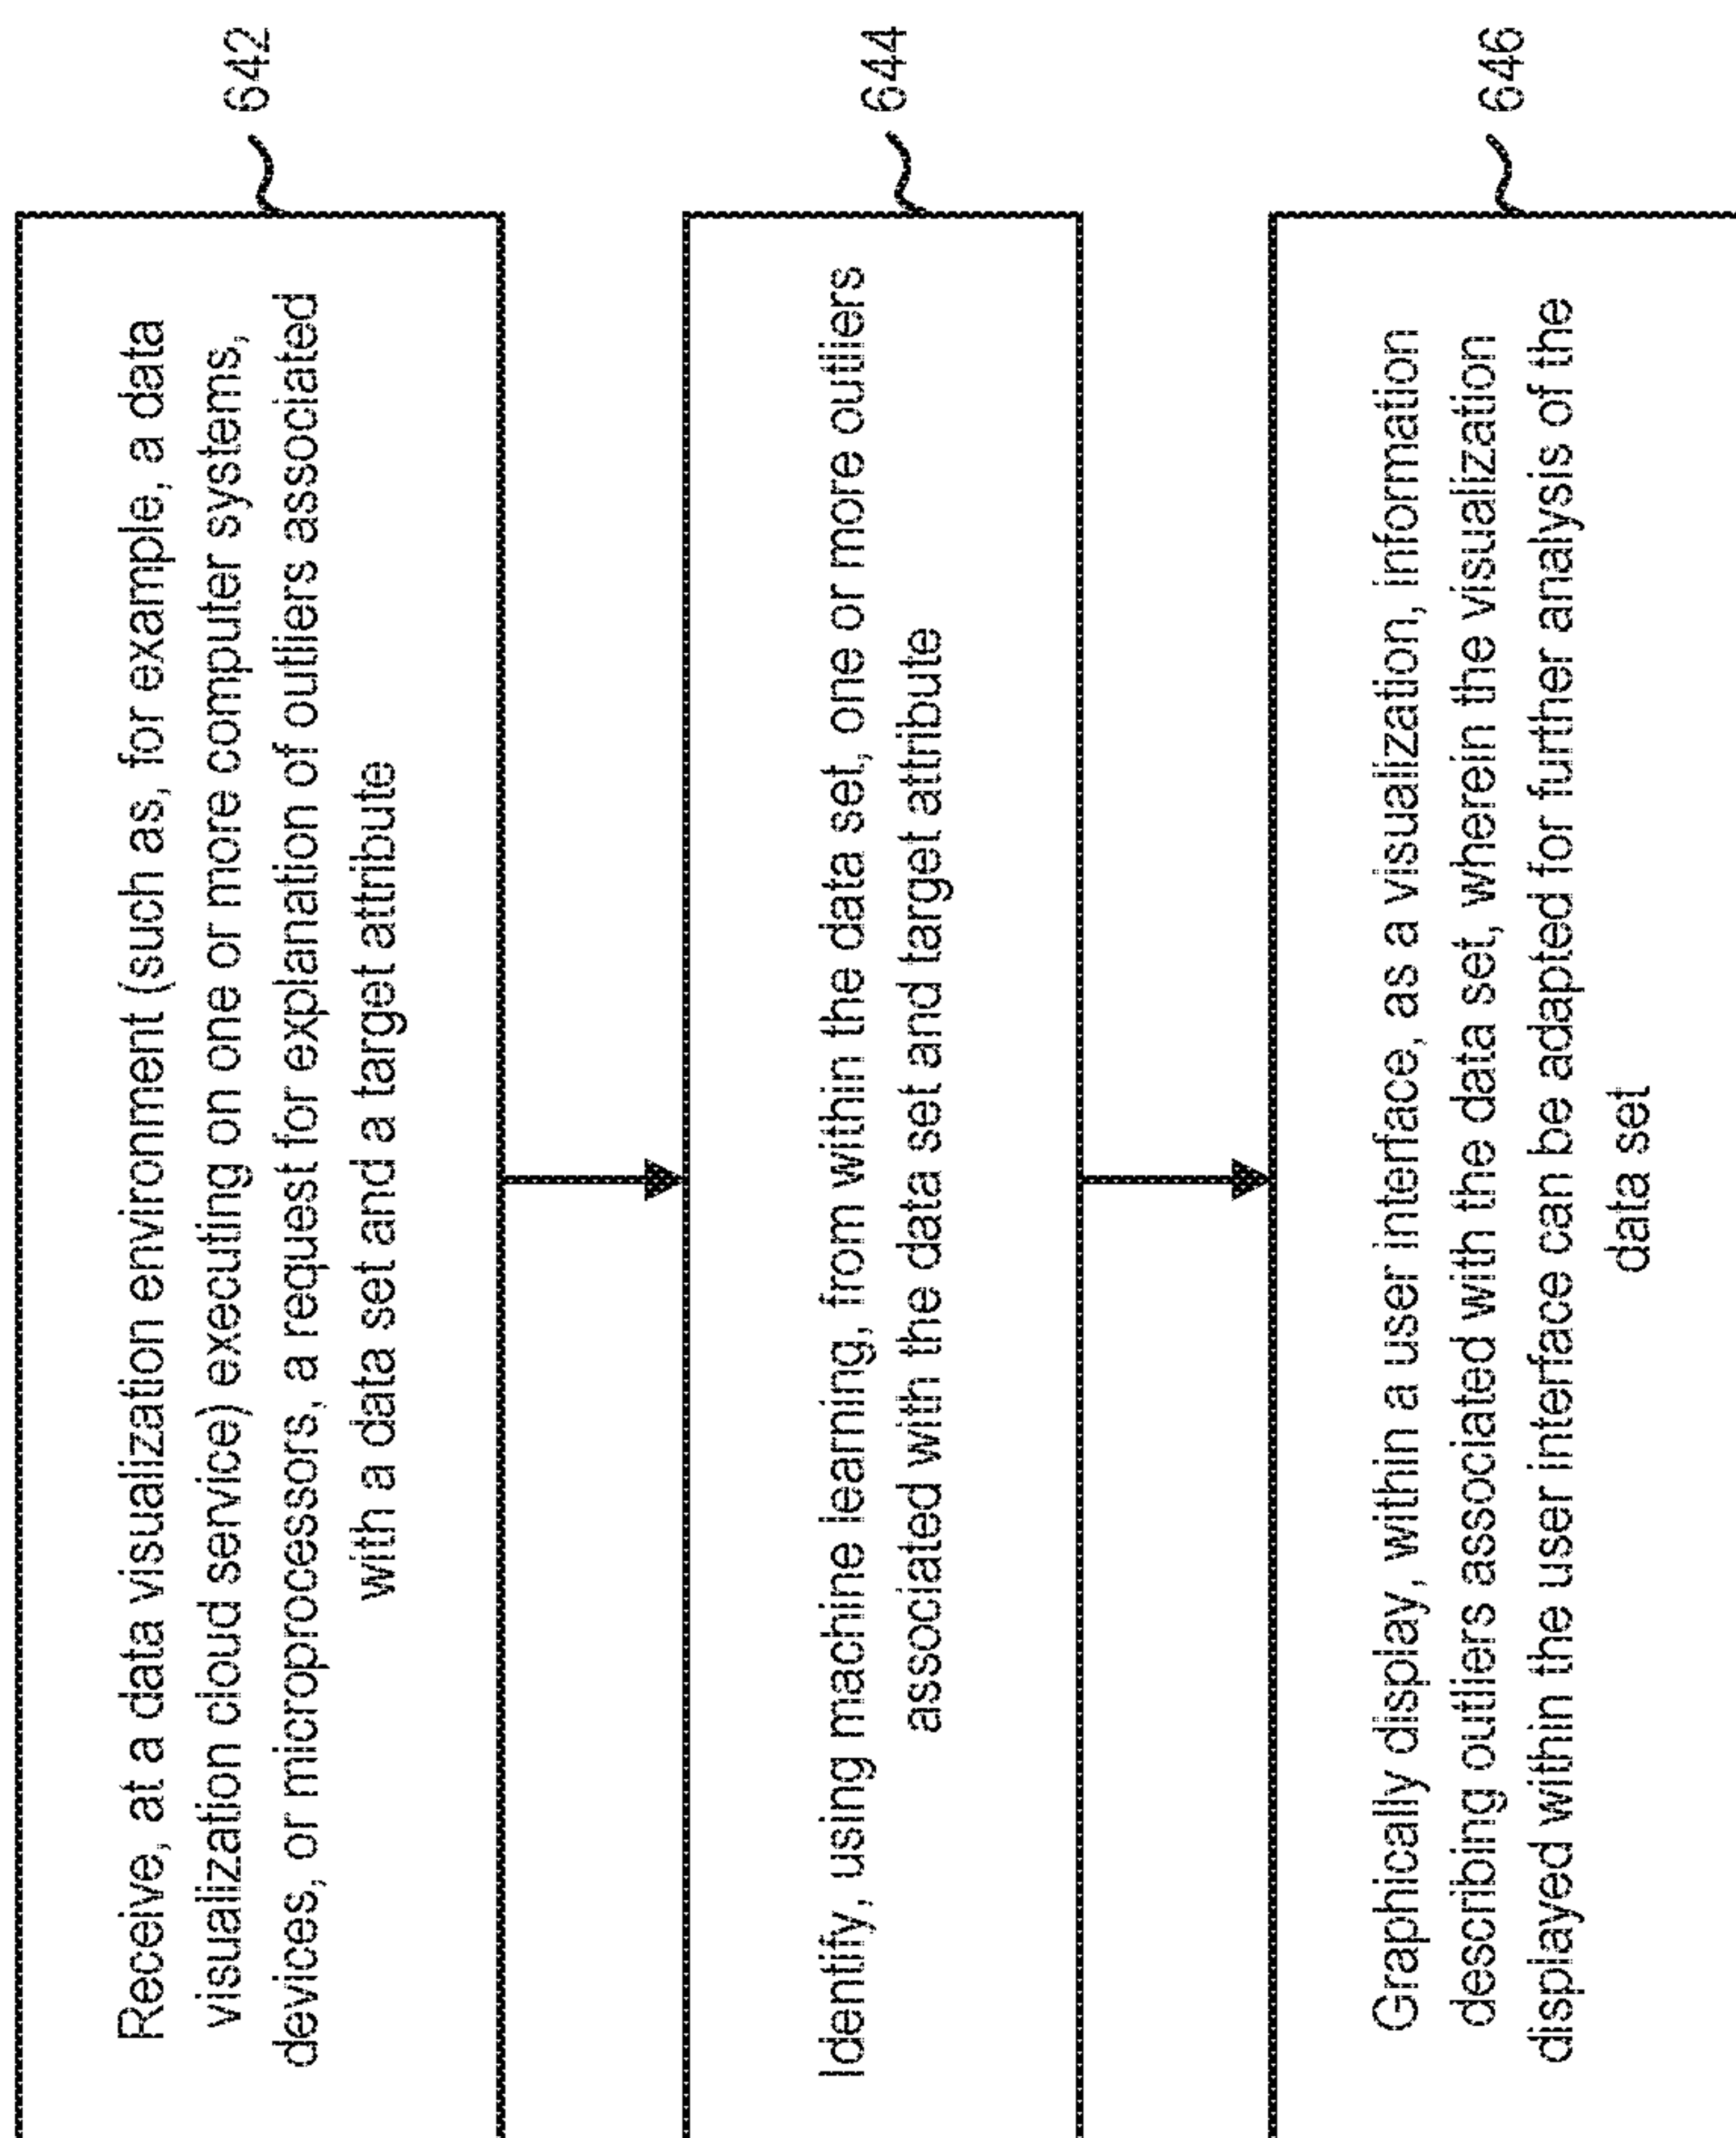 Receive, at a data visualization environment (such as, for example, a data
visualization cloud service) executing on one or more computer systems,
devices, or microprocessors, a request for explanation of outliers associated
with a data set and a target attribute
642
Identify, using machine learning, from within the data set, one or more outliers
associated with the data set and target attribute
644
Graphically display, within a user interface, as a visualization, information
describing outliers associated with the data set, wherein the visualization
displayed within the user interface can be adapted for further analysis of the
data set
646